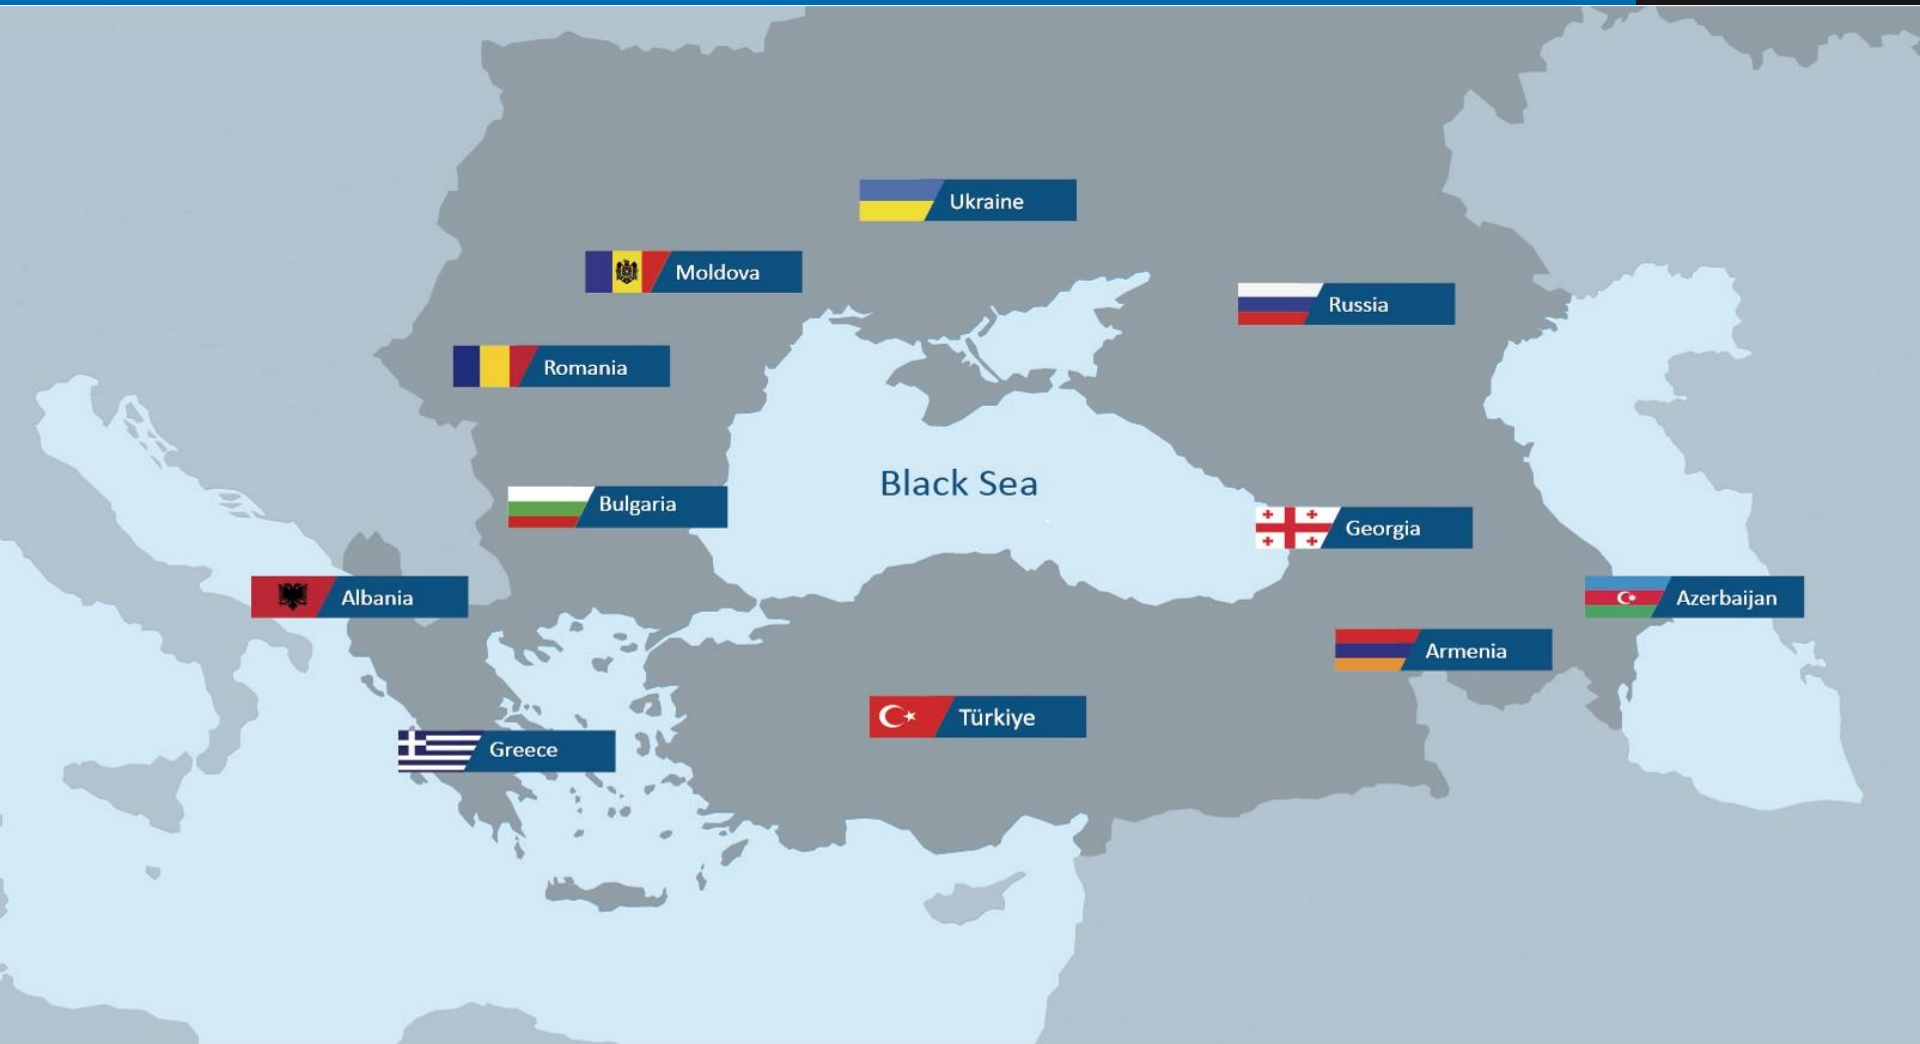 Ukraine
Moldova
Russia
Romania
Black Sea
Bulgaria
Georgia
Albania
Azerbaijan
Armenia
Türkiye
Greece